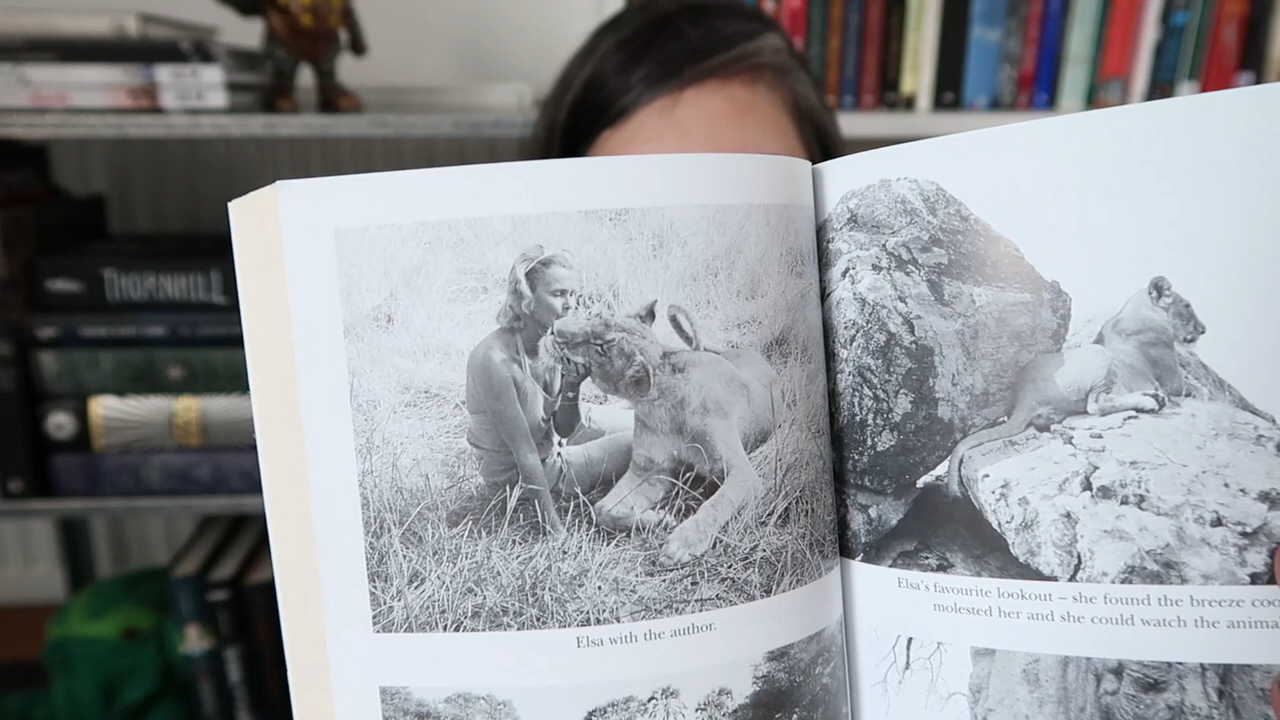 THORNHILL
Elsa with the author.
Elsa's favourite lookout – she found the breeze coo
molested her and she could watch the anima